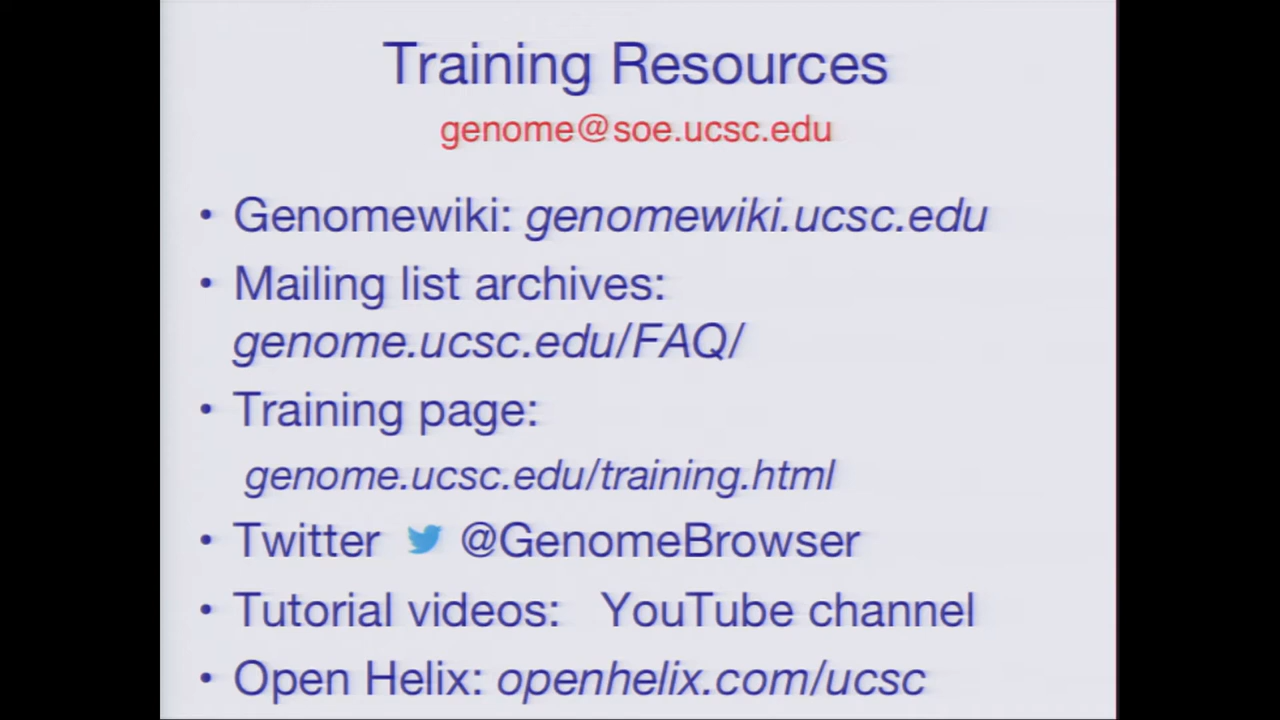 Training Resources
genome@soe.ucsc.edu
• Genomewiki: genomewiki.ucsc.edu
• Mailing list archives:
genome.ucsc.edu/FAQ/
• Training page:
genome.ucsc.edu/training.html
• Twitter @GenomeBrowser
• Tutorial videos: YouTube channel
• Open Helix: openhelix.com/ucsc